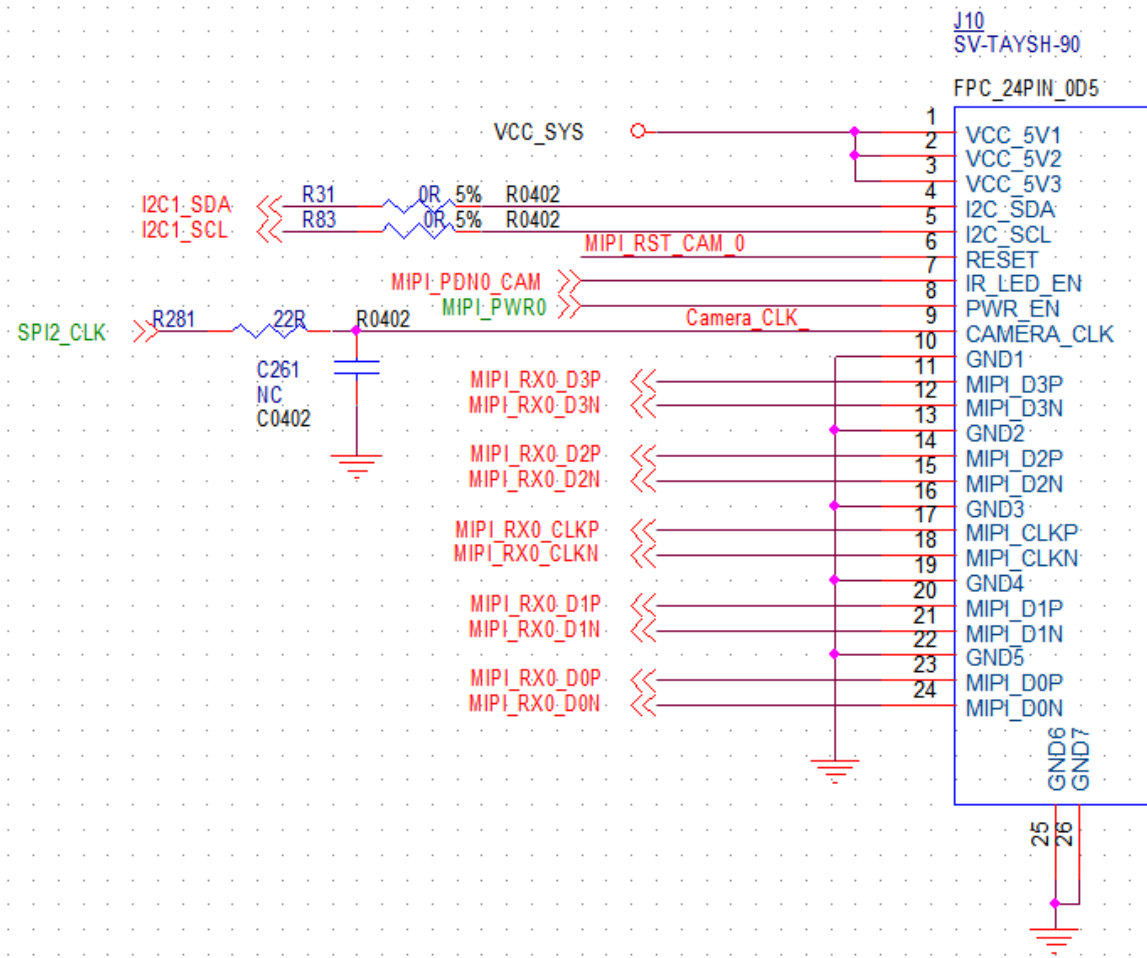 J10
SV-TAYSH-90
FPC_24PIN_0D5
VCC_SYS
1
2
3
4
5
6
7
8
9
10
11
12
13
14
15
16
17
18
19
20
21
22
23
24
VCC_5V1
VCC_5V2
VCC_5V3
I2C_SDA
I2C_SCL
RESET
IR_LED_EN
PWR_EN
CAMERA_CLK
GND1
MIPI_D3P
MIPI_D3N
GND2
MIPI_D2P
MIPI_D2N
GND3
MIPI_CLKP
MIPI_CLKN
GND4
MIPI_D1P
MIPI_D1N
GND5
MIPI_D0P
MIPI_D0N
I2C1_SDA R31 0R 5% R0402
I2C1_SCL R83 0R 5% R0402
MIPI_RST_CAM_0
MIPI_PDN0_CAM
MIPI_PWR0
Camera_CLK_
SPI2_CLK R281 22R R0402
C261
NC
C0402
MIPI_RX0_D3P
MIPI_RX0_D3N
MIPI_RX0_D2P
MIPI_RX0_D2N
MIPI_RX0_CLKP
MIPI_RX0_CLKN
MIPI_RX0_D1P
MIPI_RX0_D1N
MIPI_RX0_D0P
MIPI_RX0_D0N
GND6
GND7
25
26